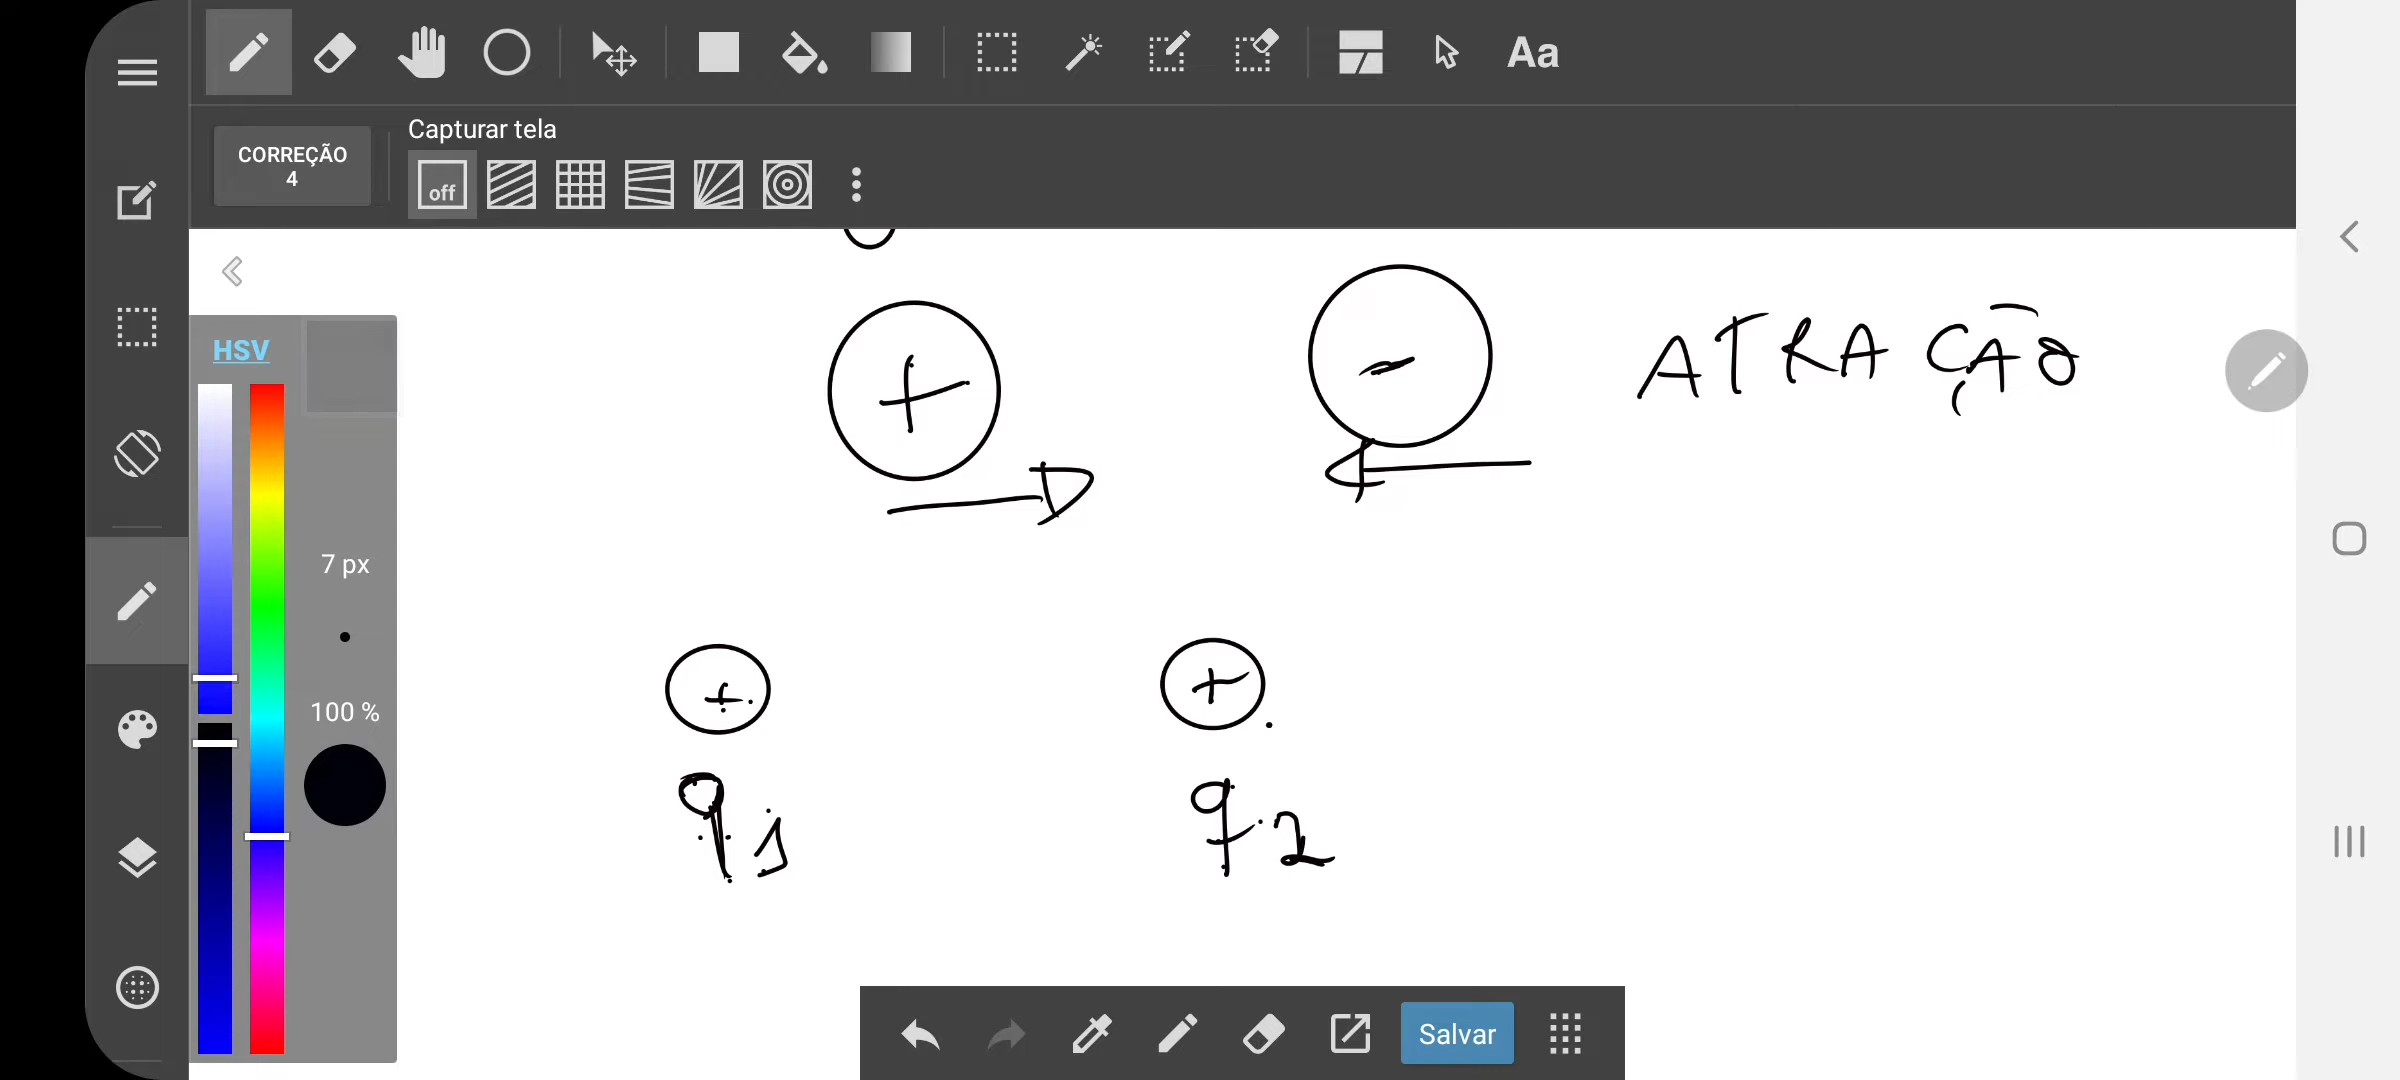 Aa
Capturar tela
CORREÇÃO
4
off
HSV
+ - ATRAÇÃO
7 px
100 %
+ +
q1 q2
Salvar